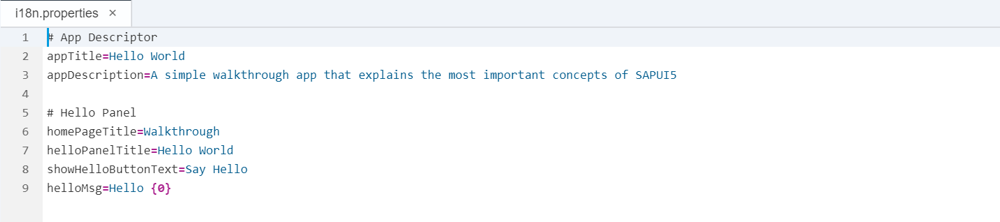 i18n.properties ×
1 # App Descriptor
2 appTitle=Hello World
3 appDescription=A simple walkthrough app that explains the most important concepts of SAPUI5
4
5 # Hello Panel
6 homePageTitle=Walkthrough
7 helloPanelTitle=Hello World
8 showHelloButtonText=Say Hello
9 helloMsg=Hello {0}